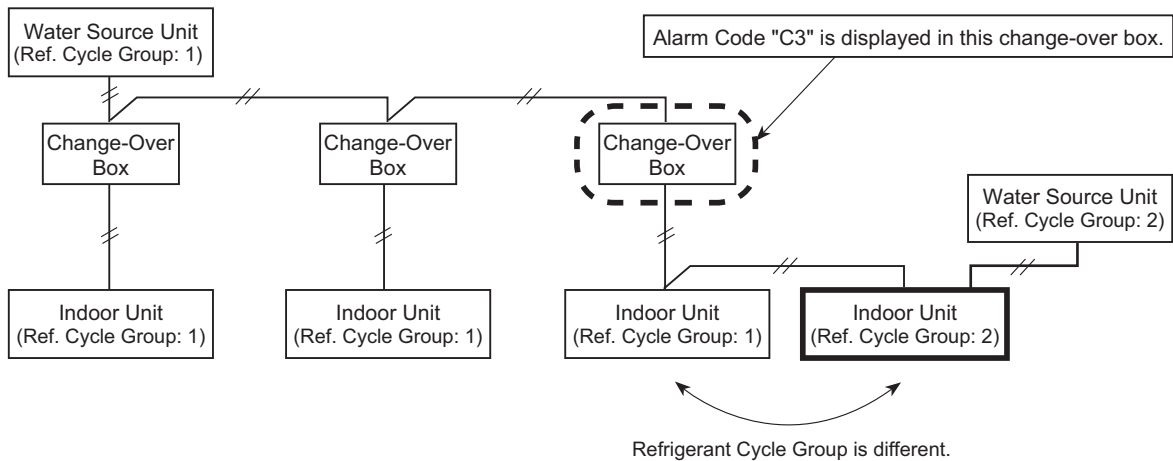 Water Source Unit
(Ref. Cycle Group: 1)
Alarm Code "C3" is displayed in this change-over box.
Change-Over
Box
Change-Over
Box
Change-Over
Box
Water Source Unit
(Ref. Cycle Group: 2)
Indoor Unit
(Ref. Cycle Group: 1)
Indoor Unit
(Ref. Cycle Group: 1)
Indoor Unit
(Ref. Cycle Group: 1)
Indoor Unit
(Ref. Cycle Group: 2)
Refrigerant Cycle Group is different.